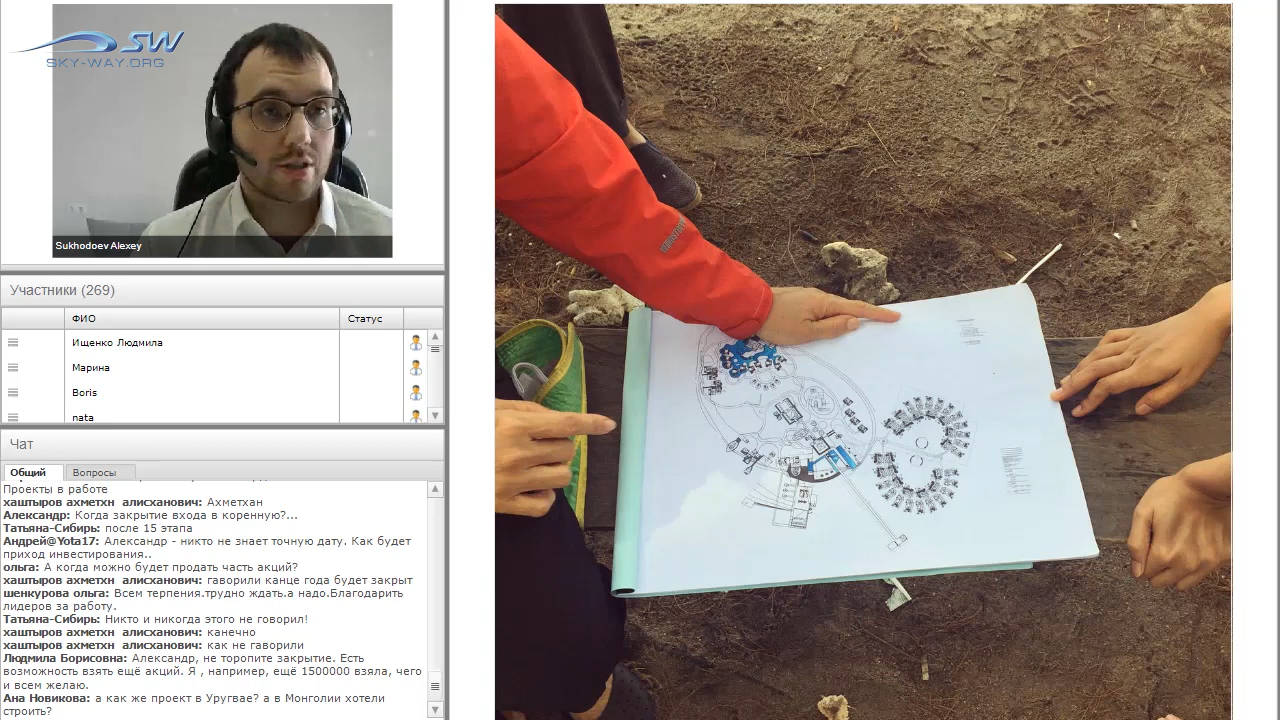 SW
SKY-WAY.ORG
Sukhodoev Alexey
Участники (269)
ФИО
Статус
Ищенко Людмила
Марина
Boris
nata
Чат
Общий
Вопросы
Проекты в работе
хаштыров ахметхн  алисханович: Ахметхан
Александр: Когда закрытие входа в коренную?...
Татьяна-Сибирь: после 15 этапа
Андрей@Yota17: Александр - никто не знает точную дату. Как будет
приход инвестирования..
ольга: А когда можно будет продать часть акций?
хаштыров ахметхн  алисханович: гаворили канце года будет закрыт
шенкурова ольга: Всем терпения.трудно ждать.а надо.Благодарить
лидеров за работу.
Татьяна-Сибирь: Никто и никогда этого не говорил!
хаштыров ахметхн  алисханович: канечно
хаштыров ахметхн  алисханович: как не гаворили
Людмила Борисовна: Александр, не торопите закрытие. Есть
возможность взять ещё акций. Я , например, ещё 1500000 взяла, чего
и всем желаю.
Ана Новикова: а как же проект в Уругвае? а в Монголии хотели
строить?